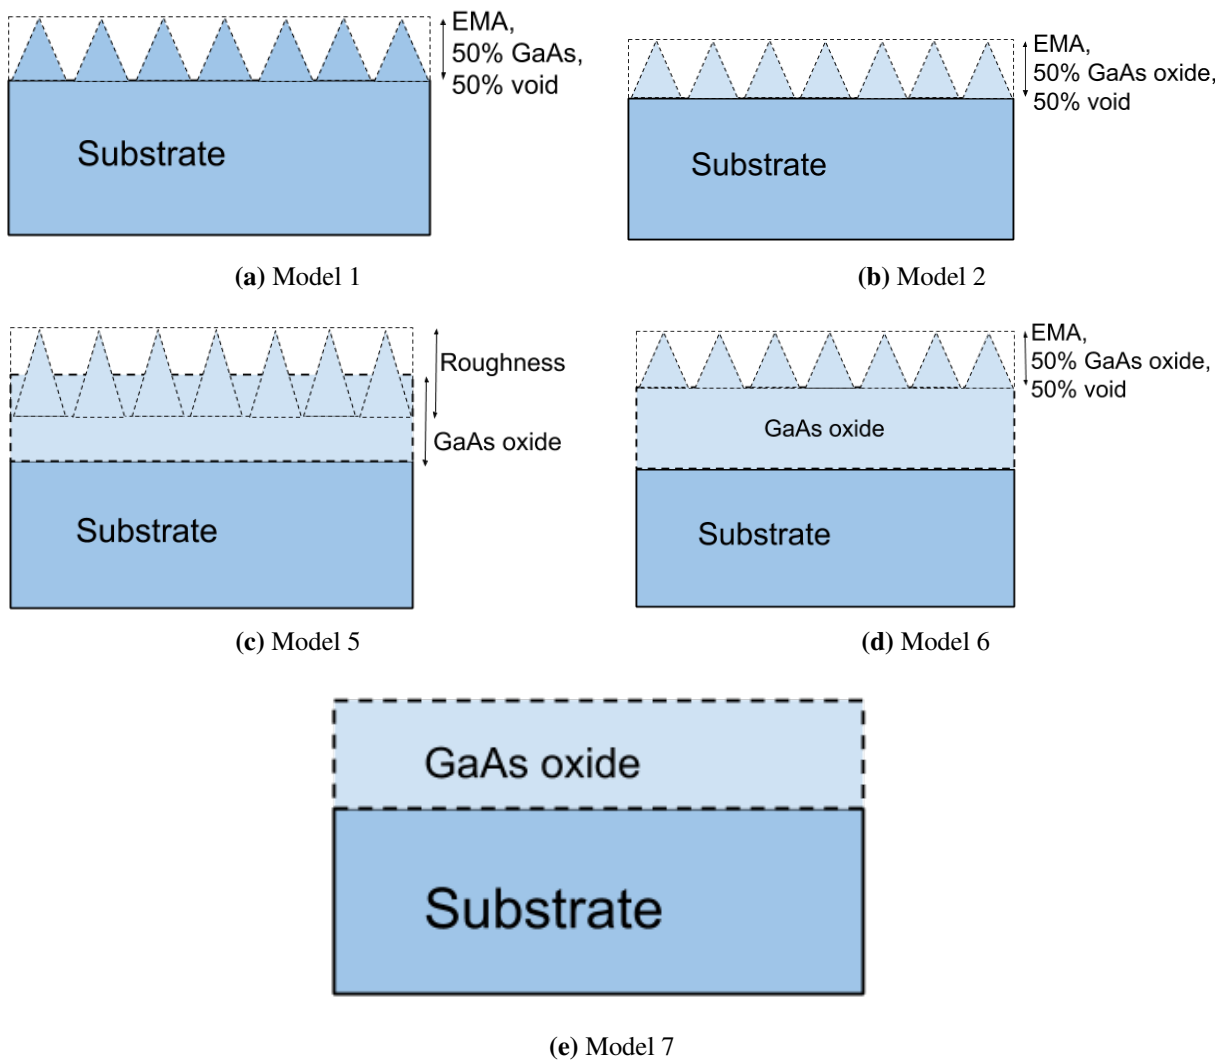 EMA,
50% GaAs,
50% void
Substrate
(a) Model 1
EMA,
50% GaAs oxide,
50% void
Substrate
(b) Model 2
Roughness
GaAs oxide
Substrate
(c) Model 5
EMA,
50% GaAs oxide,
50% void
GaAs oxide
Substrate
(d) Model 6
GaAs oxide
Substrate
(e) Model 7